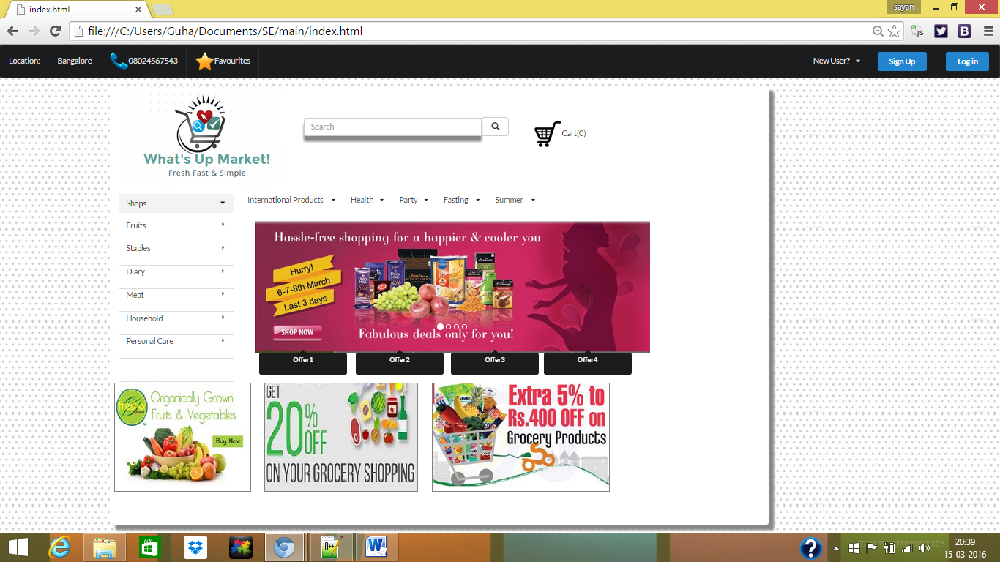 index.html
sayan
file:///C:/Users/Guha/Documents/SE/main/index.html
js
B
Location: Bangalore 08024567543 Favourites New User? Sign Up Log in
What's Up Market!
Fresh Fast & Simple
Search
Cart(0)
Shops
Fruits
Staples
Diary
Meat
Household
Personal Care
International Products Health Party Fasting Summer
Hassle-free shopping for a happier & cooler you
Hurry!
6-7-8th March
Last 3 days
Dairy Milk Silk
SHOP NOW
Fabulous deals only for you!
Offer1 Offer2 Offer3 Offer4
fresho
Organically Grown
Fruits & Vegetables
Buy Now
GET
20% OFF
ON YOUR GROCERY SHOPPING
Extra 5% to
Rs.400 OFF on
Grocery Products
N++
W
?
20:39
15-03-2016